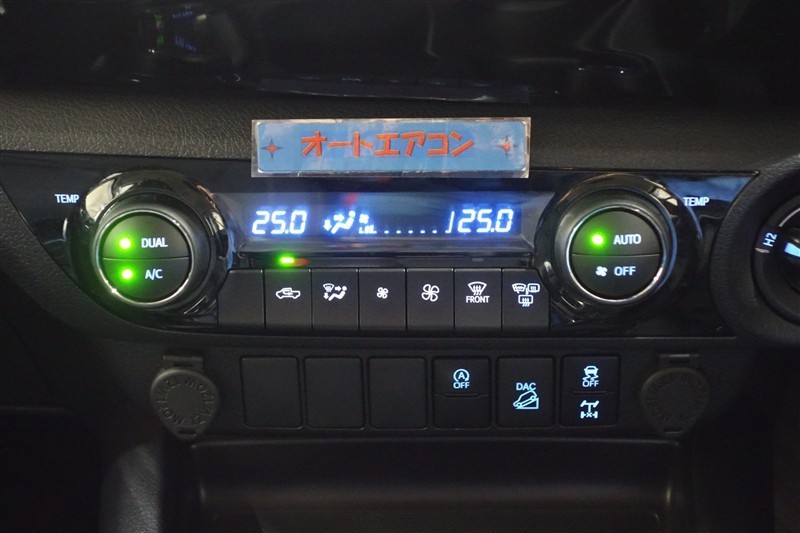 オートエアコン
TEMP
25.0
25.0
TEMP
DUAL
A/C
AUTO
OFF
H2
FRONT
A
OFF
DAC
OFF